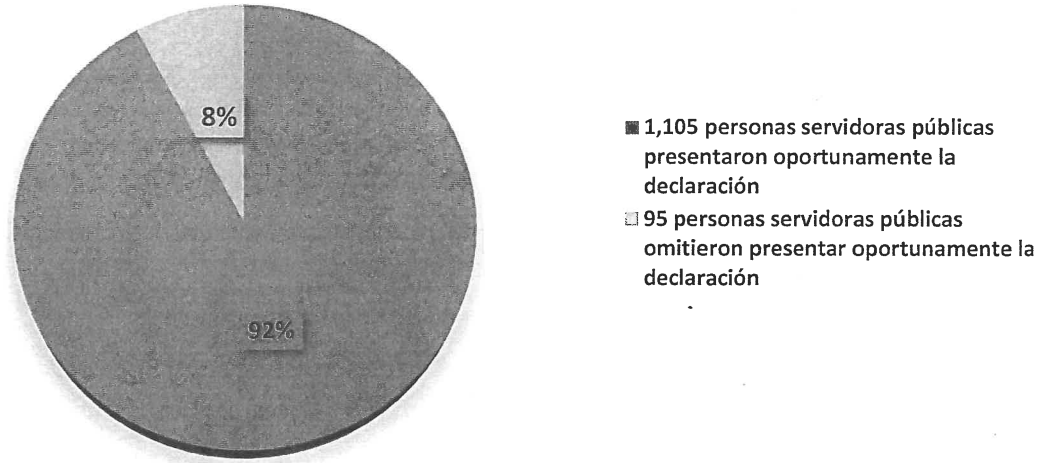 8%
92%
1,105 personas servidoras públicas
presentaron oportunamente la
declaración
95 personas servidoras públicas
omitieron presentar oportunamente la
declaración